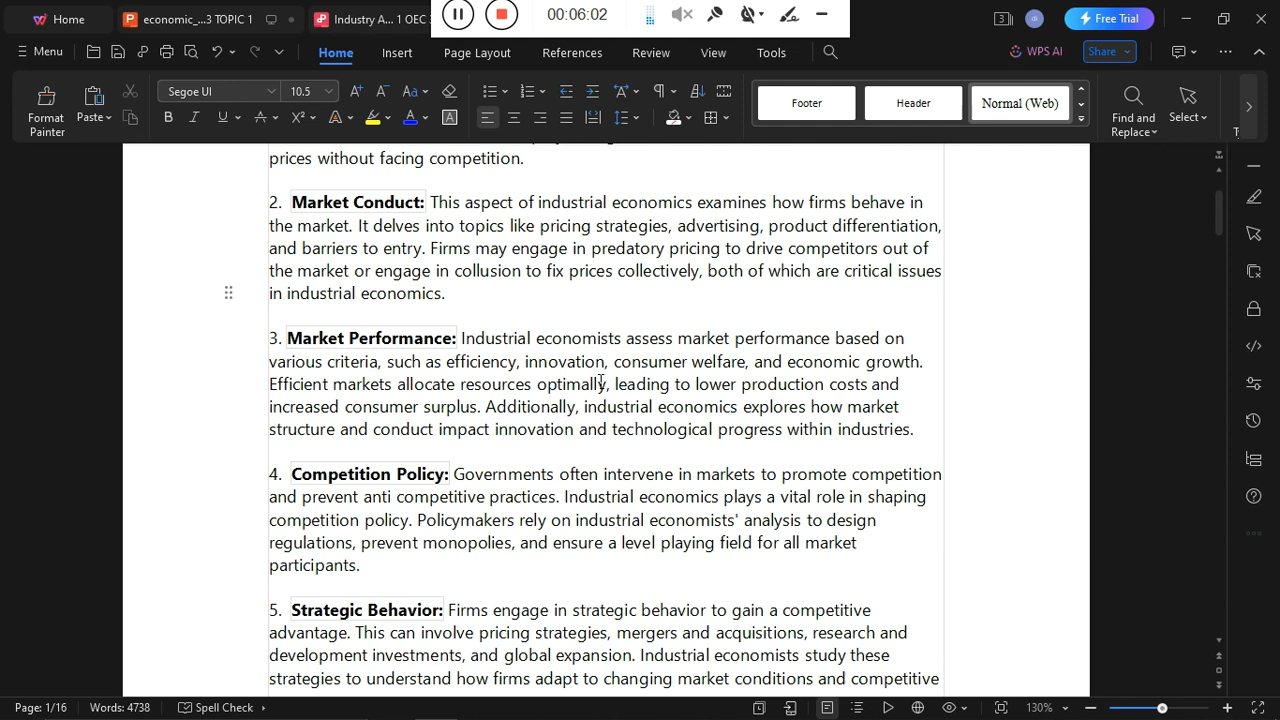 Home
economic_...3 TOPIC 1
Industry A... 1 OEC
00:06:02
Free Trial
Menu
Home
Insert
Page Layout
References
Review
View
Tools
WPS AI
Share
Format Painter
Paste
Segoe UI
10.5
Footer
Header
Normal (Web)
Find and Replace
Select
prices without facing competition.
2. Market Conduct: This aspect of industrial economics examines how firms behave in
the market. It delves into topics like pricing strategies, advertising, product differentiation,
and barriers to entry. Firms may engage in predatory pricing to drive competitors out of
the market or engage in collusion to fix prices collectively, both of which are critical issues
in industrial economics.
3. Market Performance: Industrial economists assess market performance based on
various criteria, such as efficiency, innovation, consumer welfare, and economic growth.
Efficient markets allocate resources optimally, leading to lower production costs and
increased consumer surplus. Additionally, industrial economics explores how market
structure and conduct impact innovation and technological progress within industries.
4. Competition Policy: Governments often intervene in markets to promote competition
and prevent anti competitive practices. Industrial economics plays a vital role in shaping
competition policy. Policymakers rely on industrial economists' analysis to design
regulations, prevent monopolies, and ensure a level playing field for all market
participants.
5. Strategic Behavior: Firms engage in strategic behavior to gain a competitive
advantage. This can involve pricing strategies, mergers and acquisitions, research and
development investments, and global expansion. Industrial economists study these
strategies to understand how firms adapt to changing market conditions and competitive
Page: 1/16
Words: 4738
Spell Check
130%